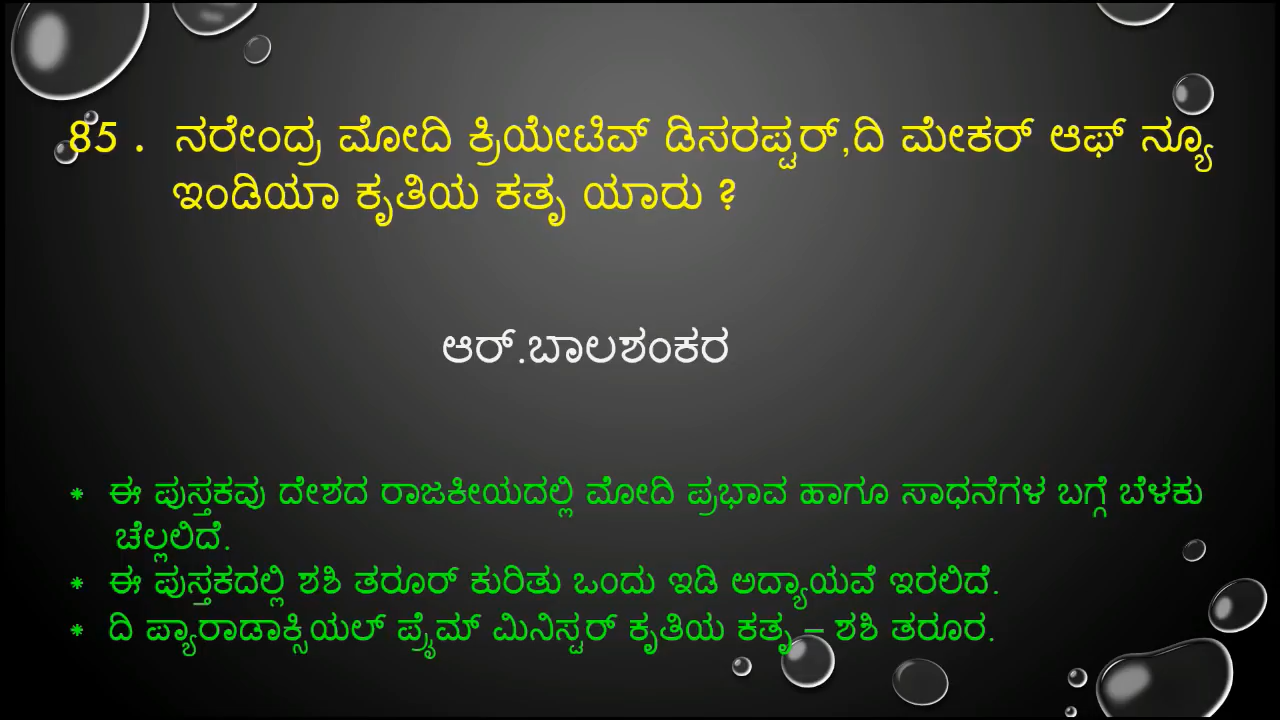 85 . ನರೇಂದ್ರ ಮೋದಿ ಕ್ರಿಯೇಟಿವ್ ಡಿಸರಪ್ಟರ್,ದಿ ಮೇಕರ್ ಆಫ್ ನ್ಯೂ
ಇಂಡಿಯಾ ಕೃತಿಯ ಕತೃ ಯಾರು ?
ಆರ್.ಬಾಲಶಂಕರ
* ಈ ಪುಸ್ತಕವು ದೇಶದ ರಾಜಕೀಯದಲ್ಲಿ ಮೋದಿ ಪ್ರಭಾವ ಹಾಗೂ ಸಾಧನೆಗಳ ಬಗ್ಗೆ ಬೆಳಕು
ಚೆಲ್ಲಲಿದೆ.
* ಈ ಪುಸ್ತಕದಲ್ಲಿ ಶಶಿ ತರೂರ್ ಕುರಿತು ಒಂದು ಇಡಿ ಅಧ್ಯಾಯವೆ ಇರಲಿದೆ.
* ದಿ ಪ್ಯಾರಾಡಾಕ್ಸಿಯಲ್ ಪ್ರೈಮ್ ಮಿನಿಸ್ಟರ್ ಕೃತಿಯ ಕತೃ – ಶಶಿ ತರೂರ.